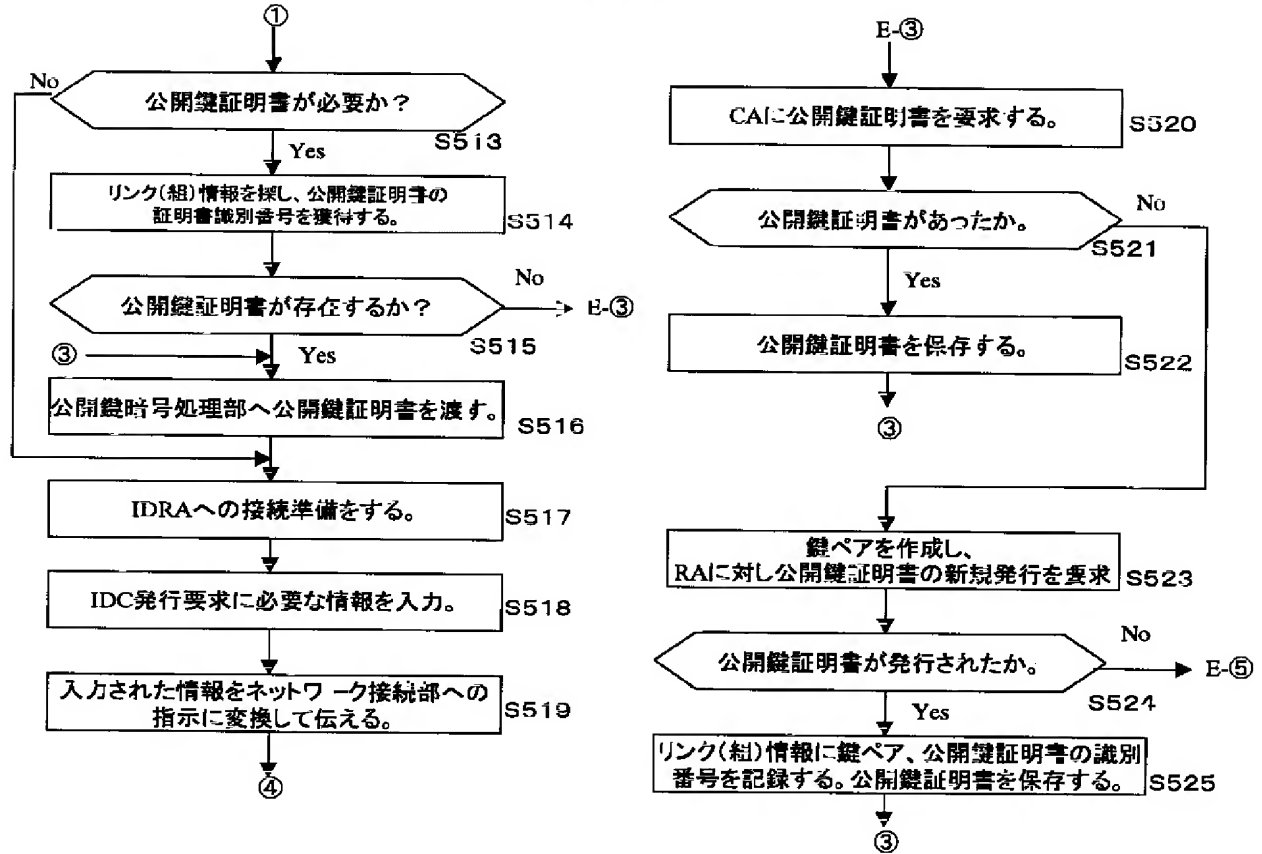 ①
No
公開鍵証明書が必要か？
S513
Yes
リンク(組)情報を探し、公開鍵証明書の
証明書識別番号を獲得する。
S514
No
公開鍵証明書が存在するか？
E-③
S515
③
Yes
公開鍵暗号処理部へ公開鍵証明書を渡す。
S516
IDRAへの接続準備をする。
S517
IDC発行要求に必要な情報を入力。
S518
入力された情報をネットワーク接続部への
指示に変換して伝える。
S519
④
E-③
CAに公開鍵証明書を要求する。
S520
No
公開鍵証明書があったか。
S521
Yes
公開鍵証明書を保存する。
S522
③
鍵ペアを作成し、
RAに対し公開鍵証明書の新規発行を要求
S523
No
公開鍵証明書が発行されたか。
E-⑤
S524
Yes
リンク(組)情報に鍵ペア、公開鍵証明書の識別
番号を記録する。公開鍵証明書を保存する。
S525
③